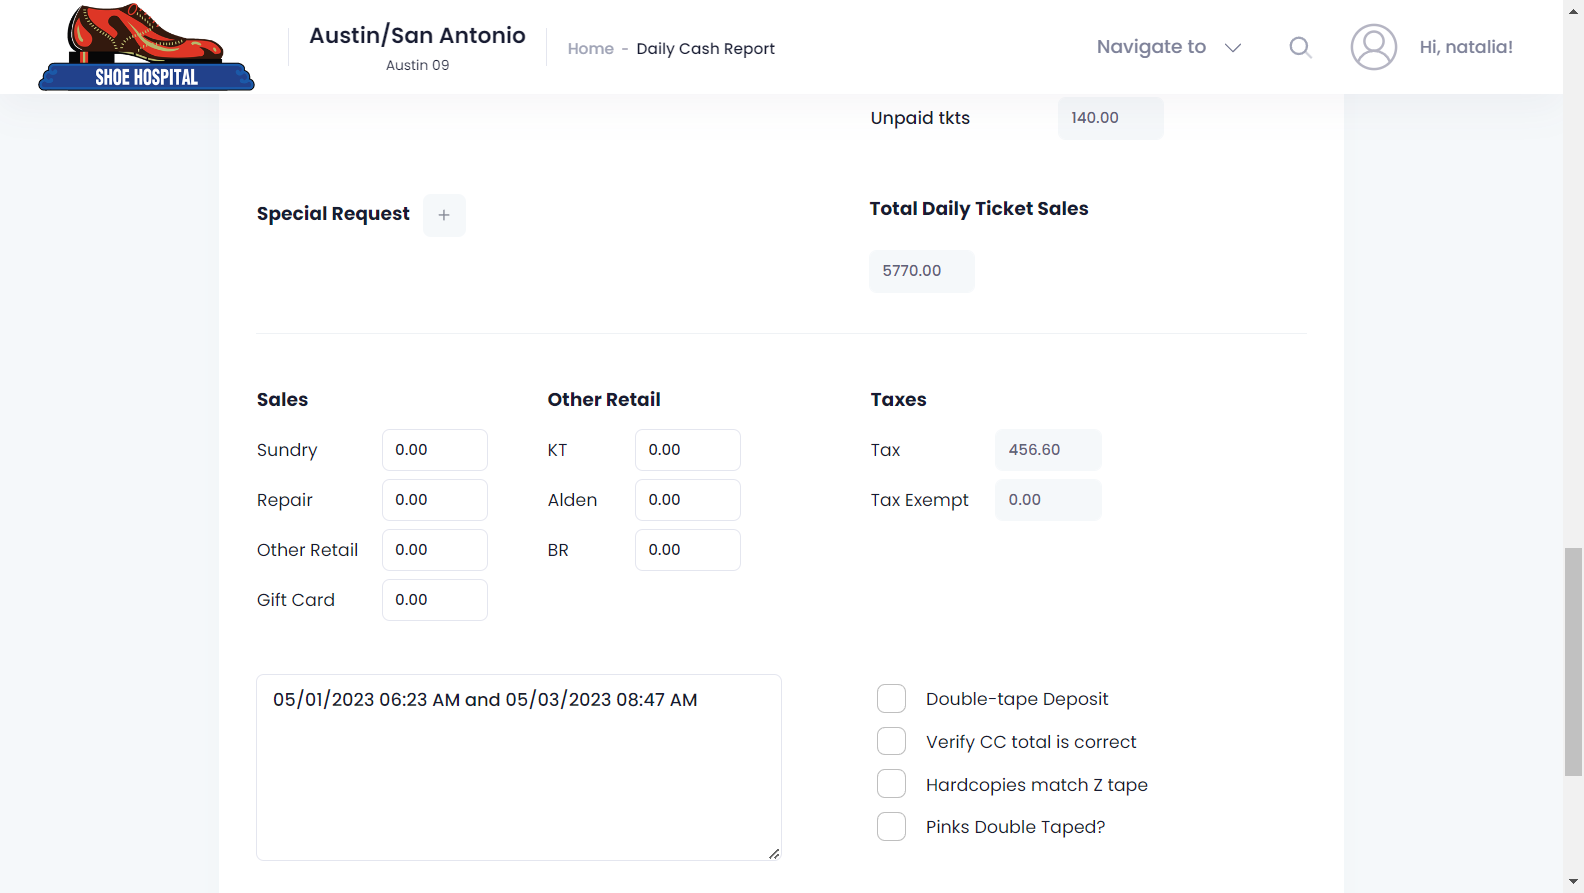 SHOE HOSPITAL
Austin/San Antonio
Austin 09
Home - Daily Cash Report
Navigate to
Hi, natalia!
Unpaid tkts 140.00
Special Request +
Total Daily Ticket Sales
5770.00
Sales
Sundry 0.00
Repair 0.00
Other Retail 0.00
Gift Card 0.00
Other Retail
KT 0.00
Alden 0.00
BR 0.00
Taxes
Tax 456.60
Tax Exempt 0.00
05/01/2023 06:23 AM and 05/03/2023 08:47 AM
Double-tape Deposit
Verify CC total is correct
Hardcopies match Z tape
Pinks Double Taped?